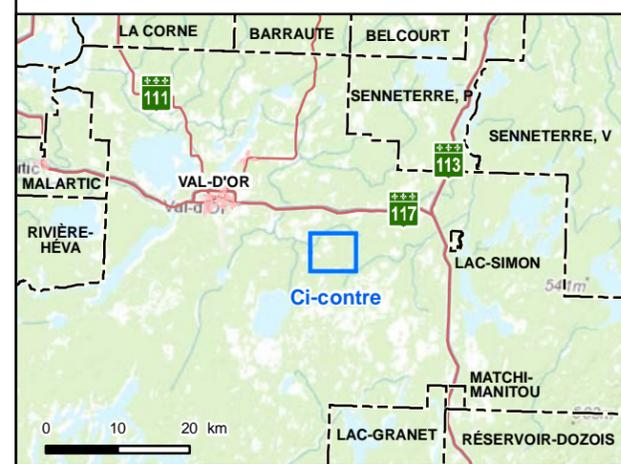 LA CORNE
BARRAUTE
BELCOURT
111
SENNETERRE, P
SENNETERRE, V
113
MALARTIC
VAL-D'OR
Val-d'Or
117
RIVIÈRE-
HÉVA
LAC-SIMON
Ci-contre
541m
MATCHI-
MANITOU
0 10 20 km
LAC-GRANET
RÉSERVOIR-DOZOIS